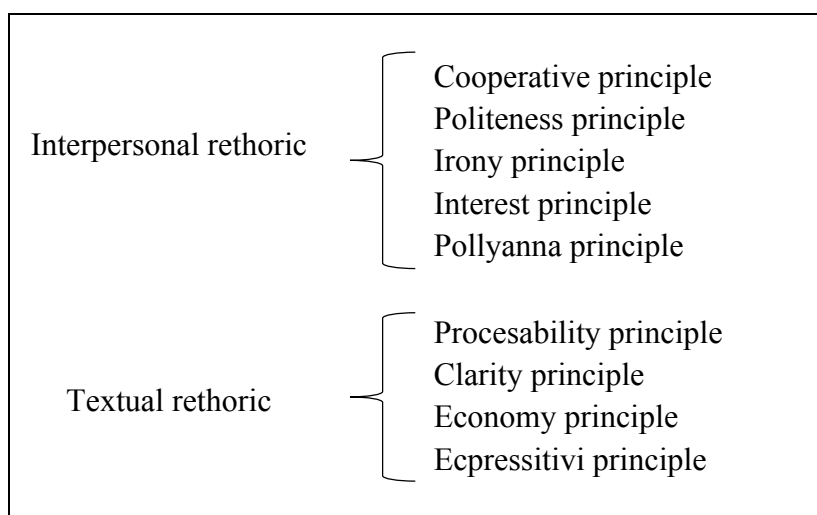 Interpersonal rethoric
Cooperative principle
Politeness principle
Irony principle
Interest principle
Pollyanna principle
Textual rethoric
Procesability principle
Clarity principle
Economy principle
Ecpressitivi principle